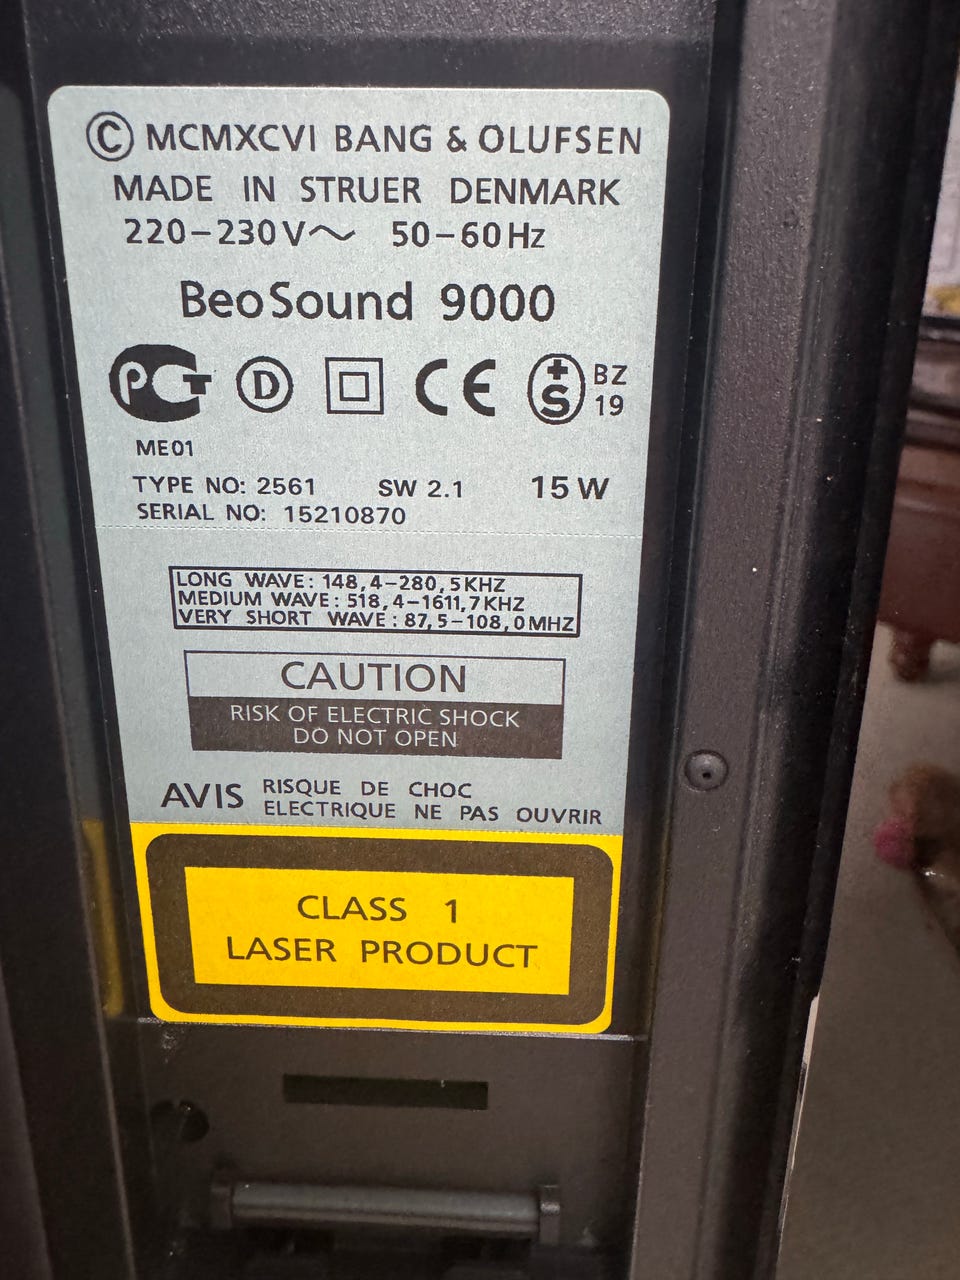 © MCMXCVI BANG & OLUFSEN
MADE IN STRUER DENMARK
220–230V~ 50–60Hz
BeoSound 9000
PCT D CE +S BZ 19
ME01
TYPE NO: 2561 SW 2.1 15W
SERIAL NO: 15210870
LONG WAVE: 148,4–280,5KHZ
MEDIUM WAVE: 518,4–1611,7KHZ
VERY SHORT WAVE: 87,5–108,0MHZ
CAUTION
RISK OF ELECTRIC SHOCK
DO NOT OPEN
AVIS RISQUE DE CHOC
ELECTRIQUE NE PAS OUVRIR
CLASS 1
LASER PRODUCT